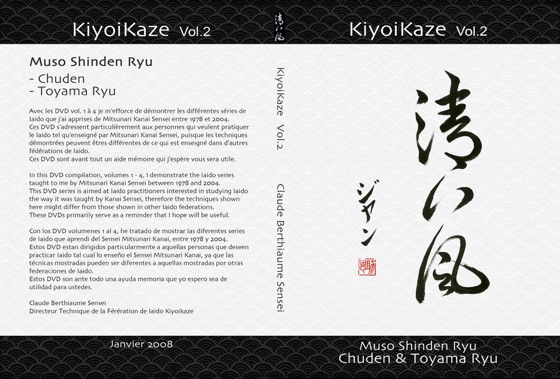 KiyoiKaze Vol.2
Muso Shinden Ryu
- Chuden
- Toyama Ryu
Avec les DVD vol. 1 à 4 je m'efforce de démontrer les différentes séries de
Iaido que j'ai apprises de Mitsunari Kanai Sensei entre 1978 et 2004.
Ces DVD s'adressent particulièrement aux personnes qui veulent pratiquer
le Iaido tel qu'enseigné par Mitsunari Kanai Sensei, puisque les techniques
démontrées peuvent êtres différentes de ce qui est enseigné dans d'autres
fédérations de Iaido.
Ces DVD sont avant tout un aide mémoire qui j'espère vous sera utile.
In this DVD compilation, volumes 1 - 4, I demonstrate the Iaido series
taught to me by Mitsunari Kanai Sensei between 1978 and 2004.
This DVD series is aimed at Iaido practitioners interested in studying Iaido
the way it was taught by Kanai Sensei, therefore the techniques shown
here might differ from those shown in other Iaido federations.
These DVDs primarily serve as a reminder that I hope will be useful.
Con los DVD volumenes 1 al 4, he tratado de mostrar las diferentes series
de Iaido que aprendi del Sensei Mitsunari Kanai, entre 1978 y 2004.
Estos DVD estan dirigidos particularmente a aquellas personas que deseen
practicar Iaido tal cual lo enseño el Sensei Mitsunari Kanai, ya que las
técnicas mostradas pueden ser diferentes a aquellas mostradas por otras
federaciones de Iaido.
Estos DVD son ante todo una ayuda memoria que yo espero sea de
utilidad para ustedes.
Claude Berthiaume Sensei
Directeur Technique de la Férération de Iaido Kiyoikaze
Janvier 2008
清い風
KiyoiKaze Vol.2
Claude Berthiaume Sensei
KiyoiKaze Vol.2
清い風
ジャン
Muso Shinden Ryu
Chuden & Toyama Ryu